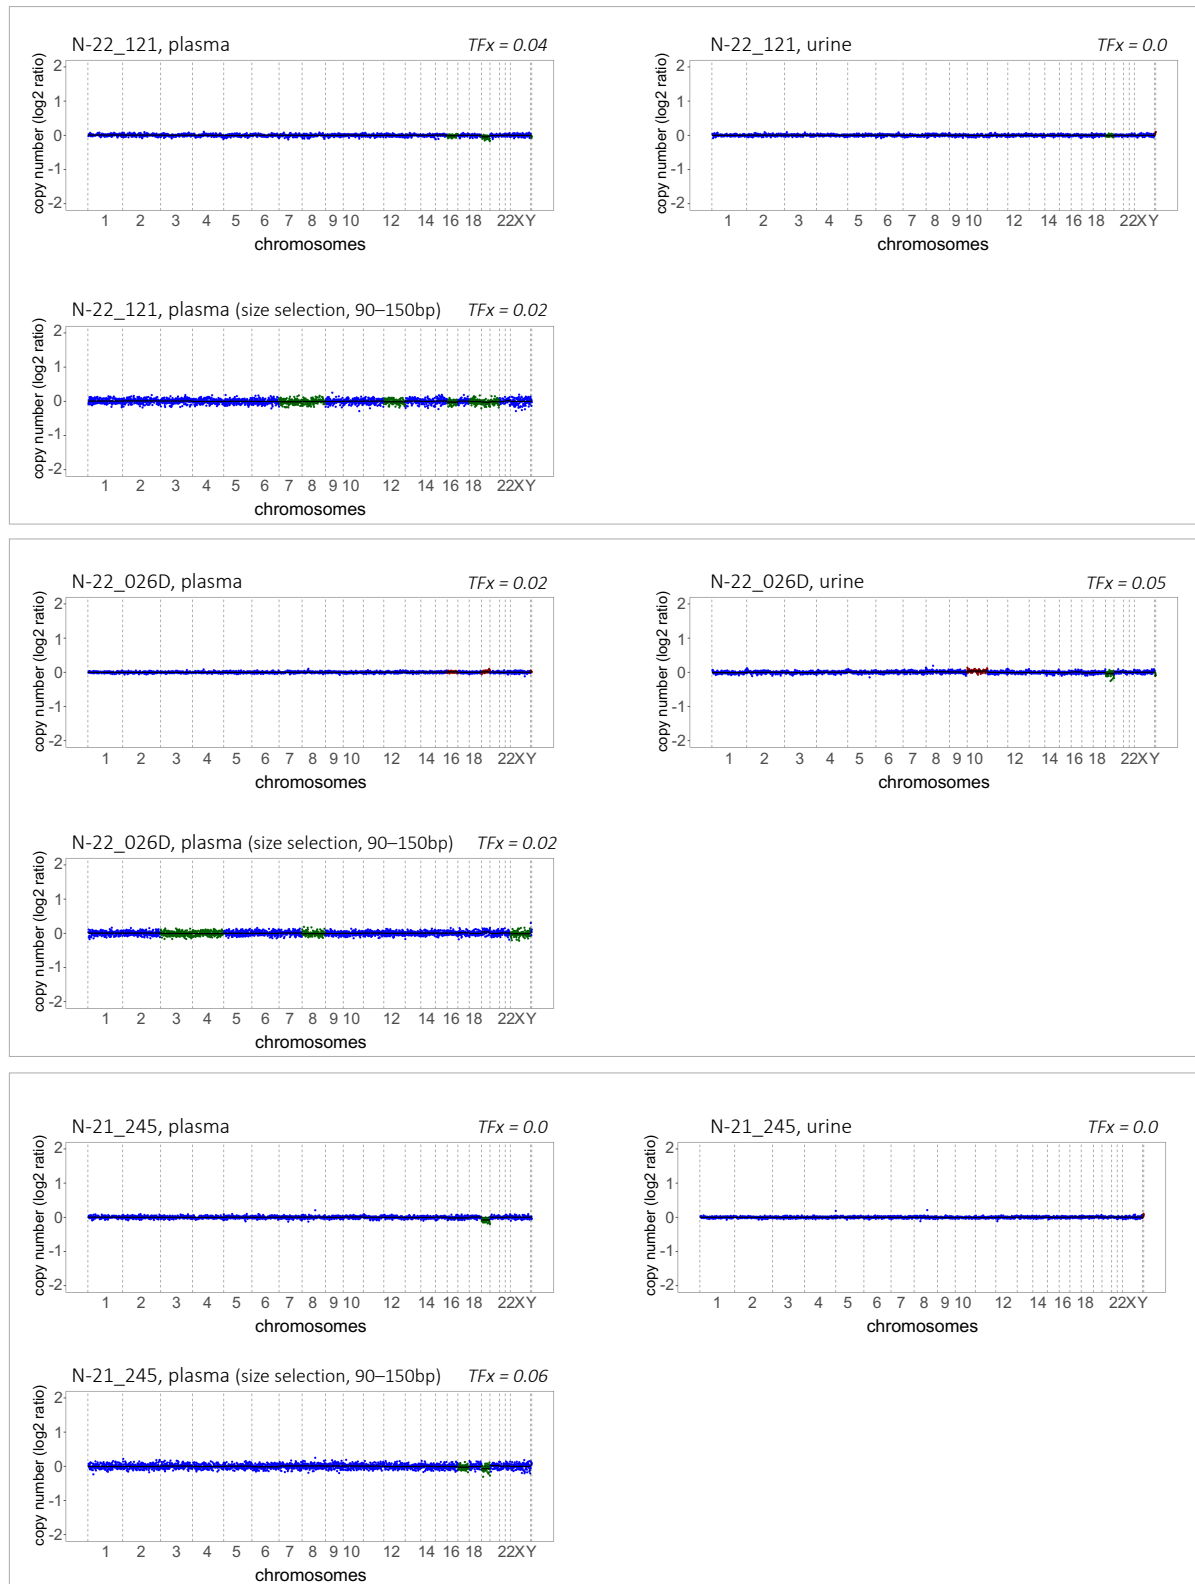 N-22_121, plasma TFx = 0.04
copy number (log2 ratio)
2
1
0
-1
-2
1 2 3 4 5 6 7 8 9 10 12 14 16 18 22 X Y
chromosomes
N-22_121, urine TFx = 0.0
copy number (log2 ratio)
2
1
0
-1
-2
1 2 3 4 5 6 7 8 9 10 12 14 16 18 22 X Y
chromosomes
N-22_121, plasma (size selection, 90–150bp) TFx = 0.02
copy number (log2 ratio)
2
1
0
-1
-2
1 2 3 4 5 6 7 8 9 10 12 14 16 18 22 X Y
chromosomes
N-22_026D, plasma TFx = 0.02
copy number (log2 ratio)
2
1
0
-1
-2
1 2 3 4 5 6 7 8 9 10 12 14 16 18 22 X Y
chromosomes
N-22_026D, urine TFx = 0.05
copy number (log2 ratio)
2
1
0
-1
-2
1 2 3 4 5 6 7 8 9 10 12 14 16 18 22 X Y
chromosomes
N-22_026D, plasma (size selection, 90–150bp) TFx = 0.02
copy number (log2 ratio)
2
1
0
-1
-2
1 2 3 4 5 6 7 8 9 10 12 14 16 18 22 X Y
chromosomes
N-21_245, plasma TFx = 0.0
copy number (log2 ratio)
2
1
0
-1
-2
1 2 3 4 5 6 7 8 9 10 12 14 16 18 22 X Y
chromosomes
N-21_245, urine TFx = 0.0
copy number (log2 ratio)
2
1
0
-1
-2
1 2 3 4 5 6 7 8 9 10 12 14 16 18 22 X Y
chromosomes
N-21_245, plasma (size selection, 90–150bp) TFx = 0.06
copy number (log2 ratio)
2
1
0
-1
-2
1 2 3 4 5 6 7 8 9 10 12 14 16 18 22 X Y
chromosomes